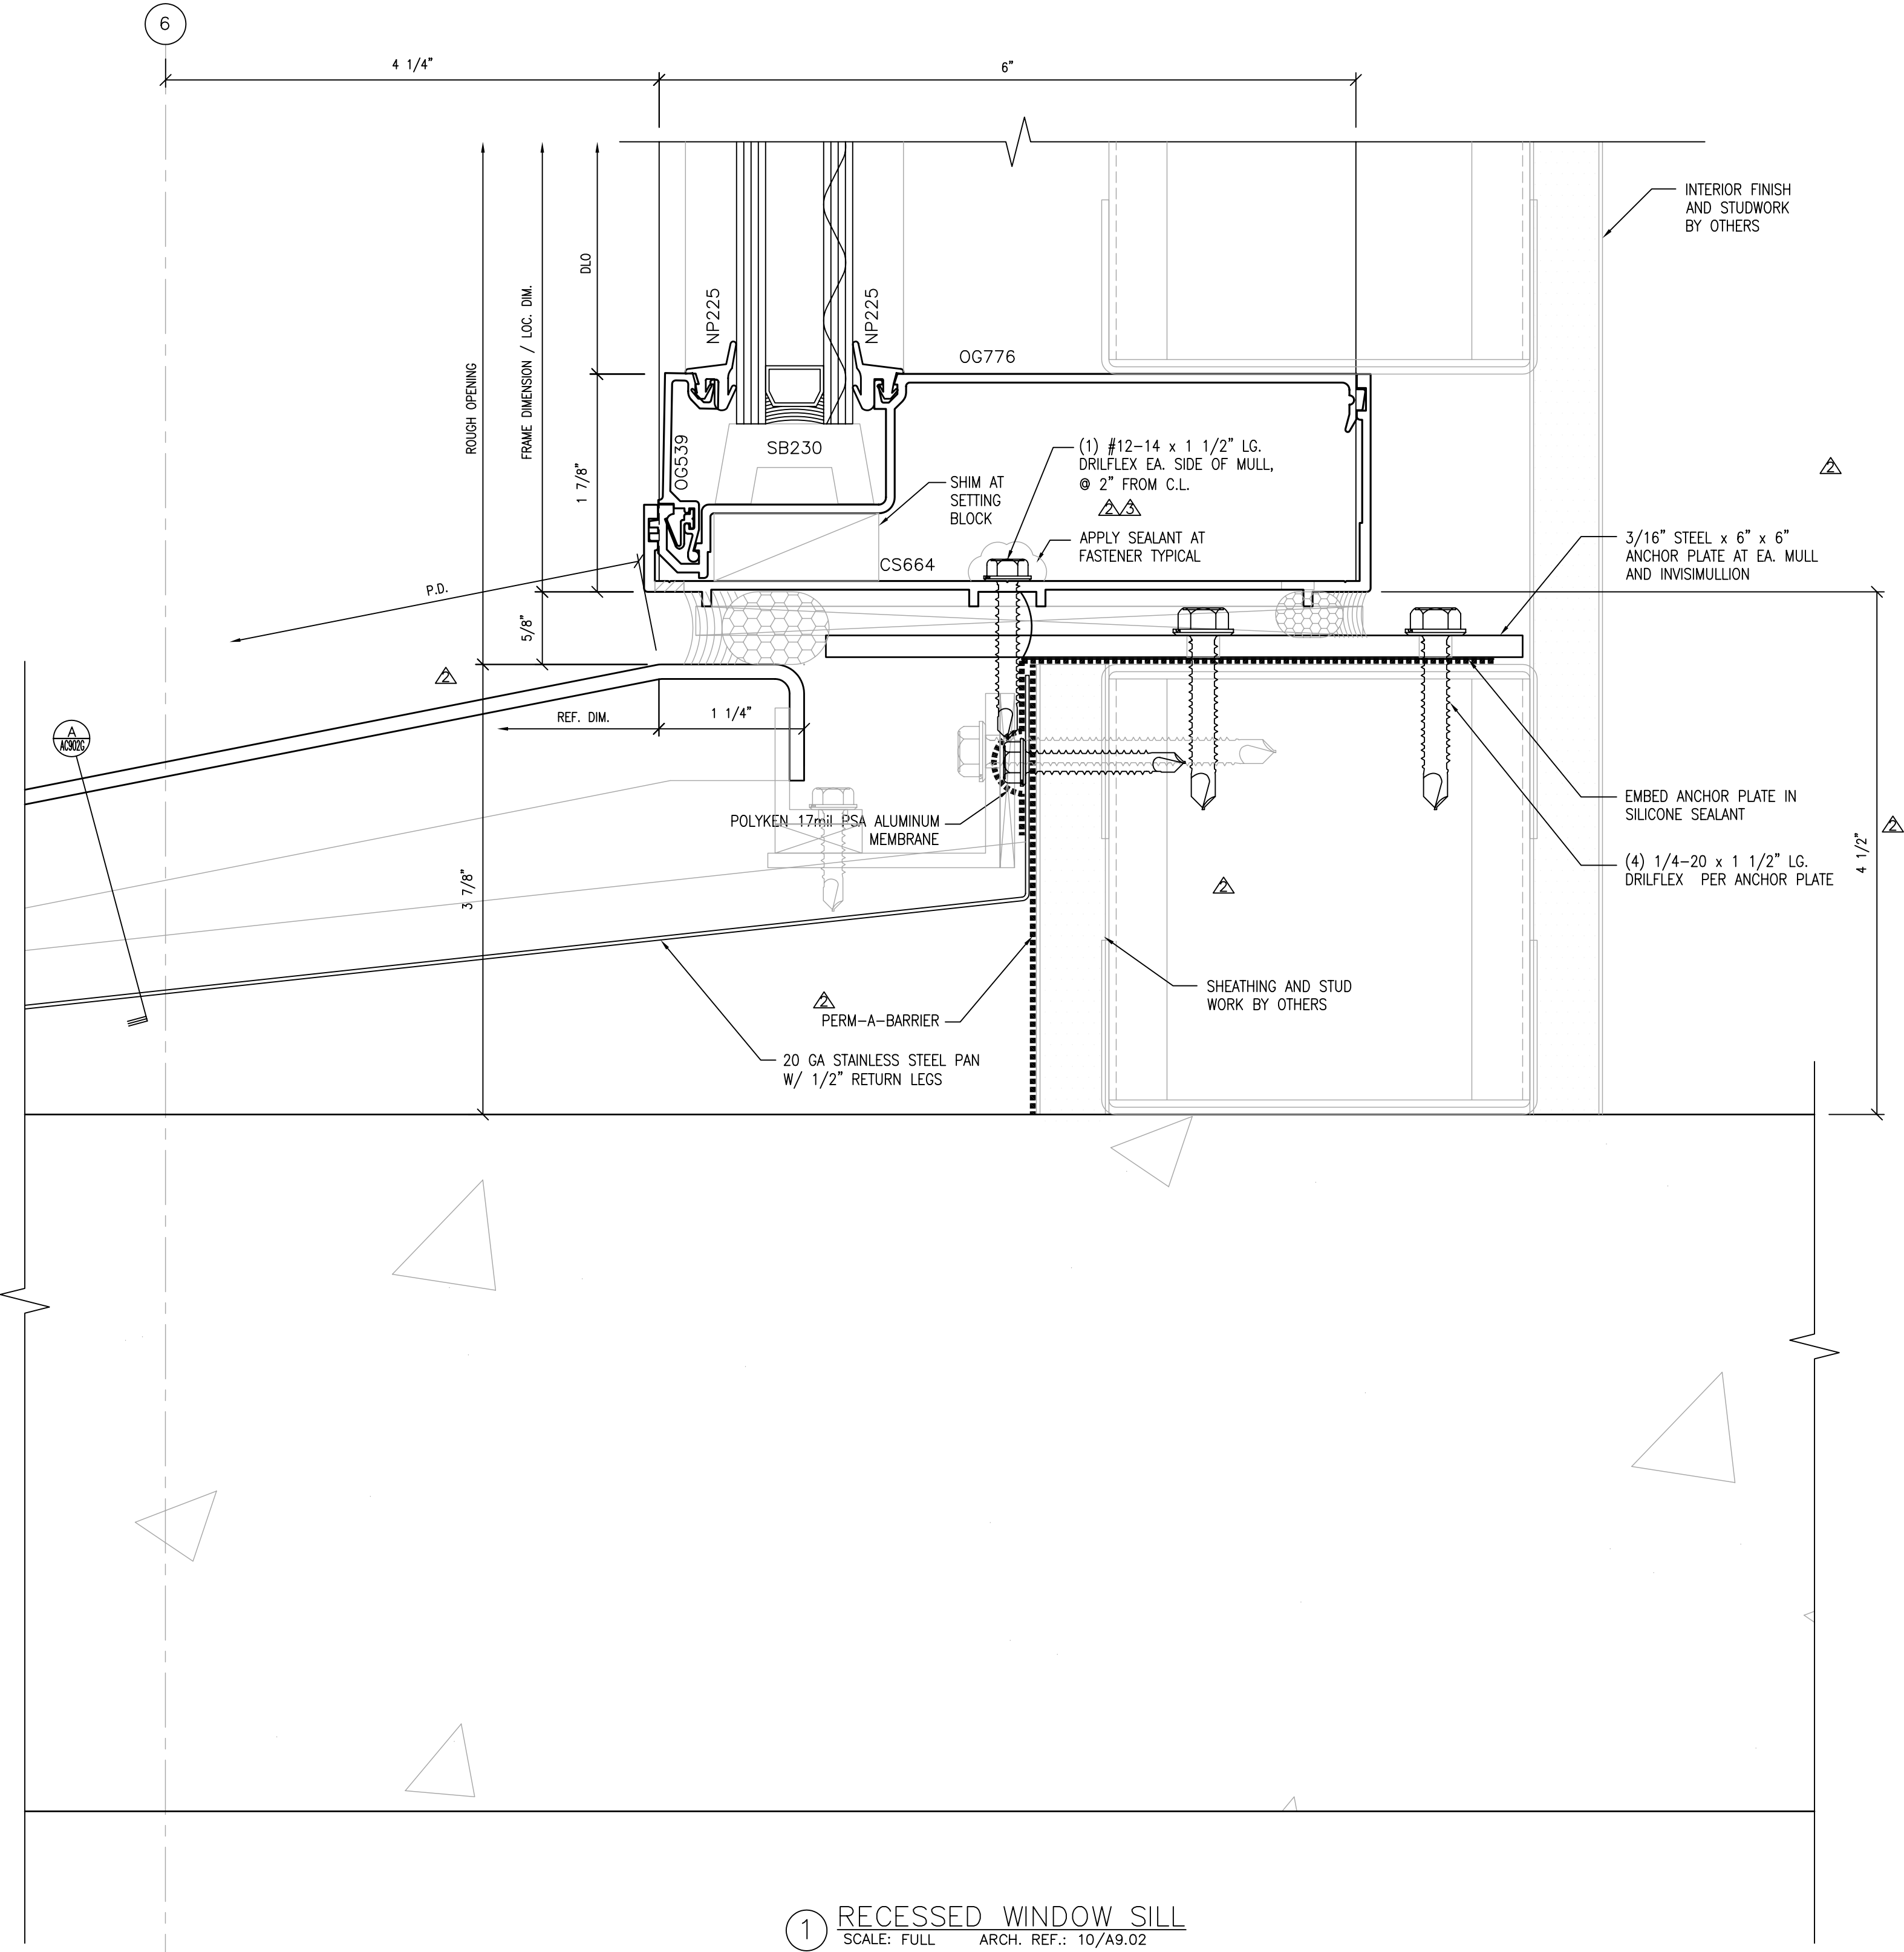 6
4 1/4"
6"
INTERIOR FINISH
AND STUDWORK
BY OTHERS
DLO
NP225
NP225
FRAME DIMENSION / LOC. DIM.
ROUGH OPENING
OG776
2
(1) #12-14 x 1 1/2" LG.
DRILFLEX EA. SIDE OF MULL,
@ 2" FROM C.L.
2 3
SB230
OG539
1 7/8"
SHIM AT
SETTING
BLOCK
APPLY SEALANT AT
FASTENER TYPICAL
CS664
3/16" STEEL x 6" x 6"
ANCHOR PLATE AT EA. MULL
AND INVISIMULLION
P.D.
5/8"
2
REF. DIM.
1 1/4"
A
AC902G
EMBED ANCHOR PLATE IN
SILICONE SEALANT
POLYKEN 17mil PSA ALUMINUM
MEMBRANE
2
4 1/2"
(4) 1/4-20 x 1 1/2" LG.
DRILFLEX PER ANCHOR PLATE
3 7/8"
2
SHEATHING AND STUD
WORK BY OTHERS
2
PERM-A-BARRIER
20 GA STAINLESS STEEL PAN
W/ 1/2" RETURN LEGS
1
RECESSED WINDOW SILL
SCALE: FULL ARCH. REF.: 10/A9.02